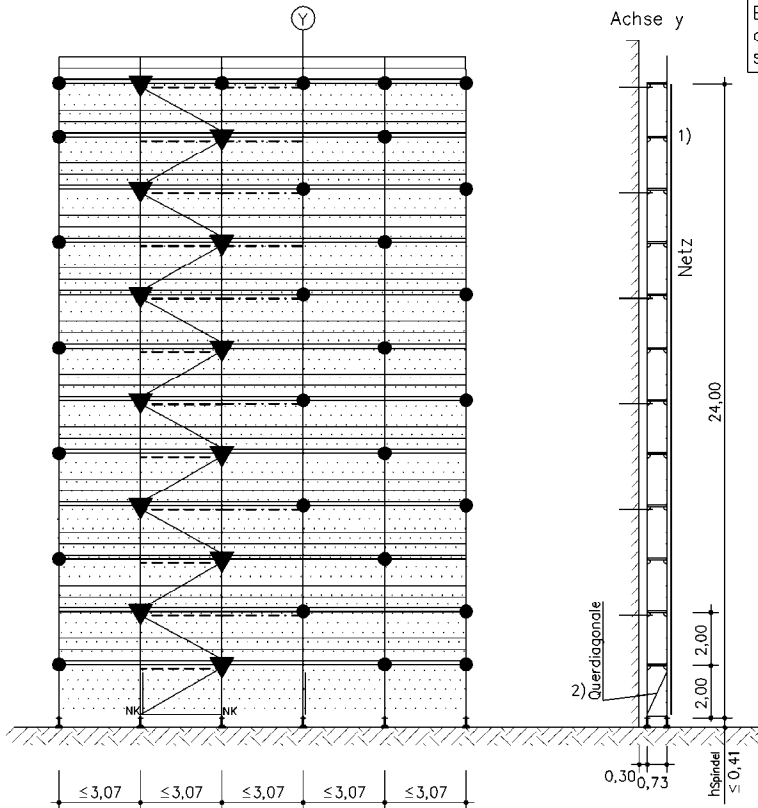 Y
Achse y
1)
Netz
24,00
2,00
2,00
2) Querdiagonale
NK
NK
hSpindel
≤ 0,41
0,30
0,73
≤3,07
≤3,07
≤3,07
≤3,07
≤3,07